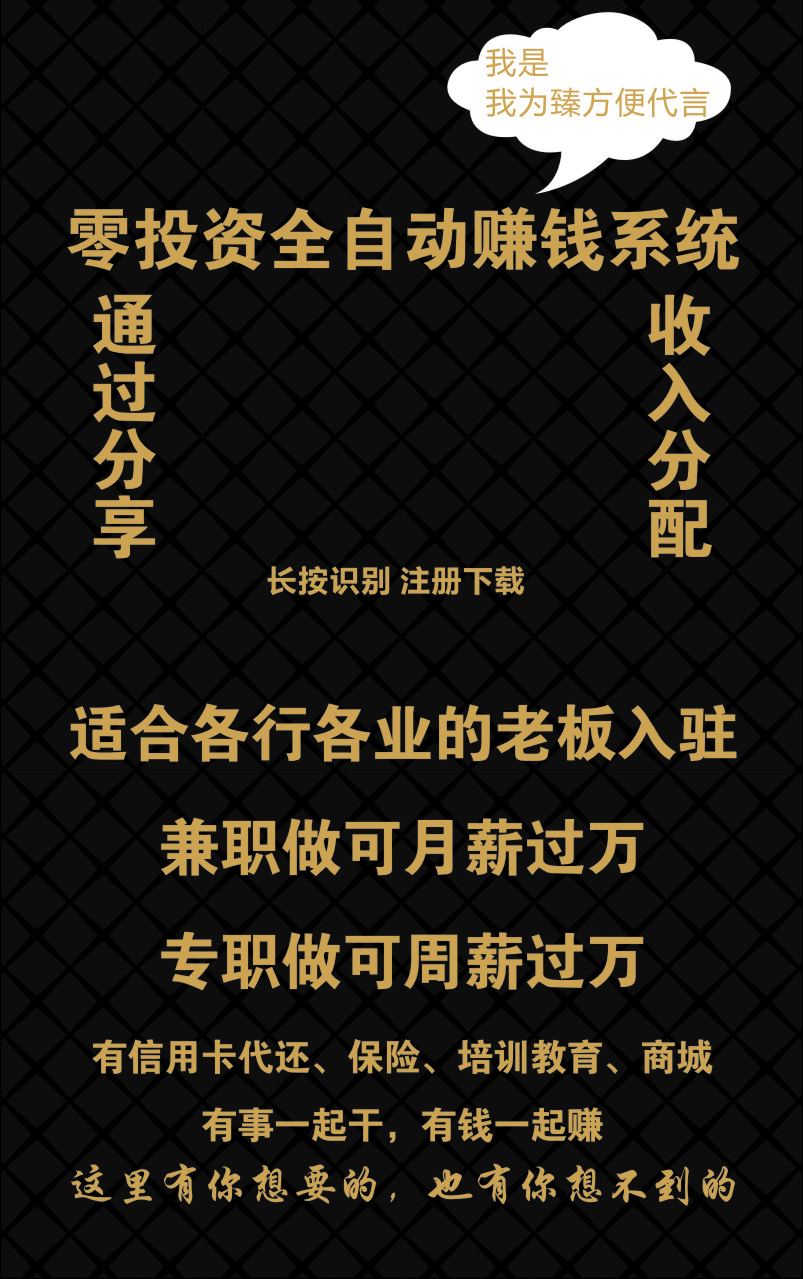 我是
我为臻方便代言
零投资全自动赚钱系统
通过分享
收入分配
长按识别 注册下载
适合各行各业的老板入驻
兼职做可月薪过万
专职做可周薪过万
有信用卡代还、保险、培训教育、商城
有事一起干，有钱一起赚
这里有你想要的，也有你想不到的